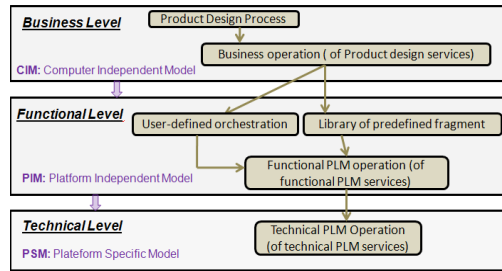 Business Level
Product Design Process
Business operation ( of Product design services)
CIM: Computer Independent Model
Functional Level
User-defined orchestration
Library of predefined fragment
Functional PLM operation (of
functional PLM services)
PIM: Platform Independent Model
Technical Level
Technical PLM Operation
(of technical PLM services)
PSM: Plateform Specific Model